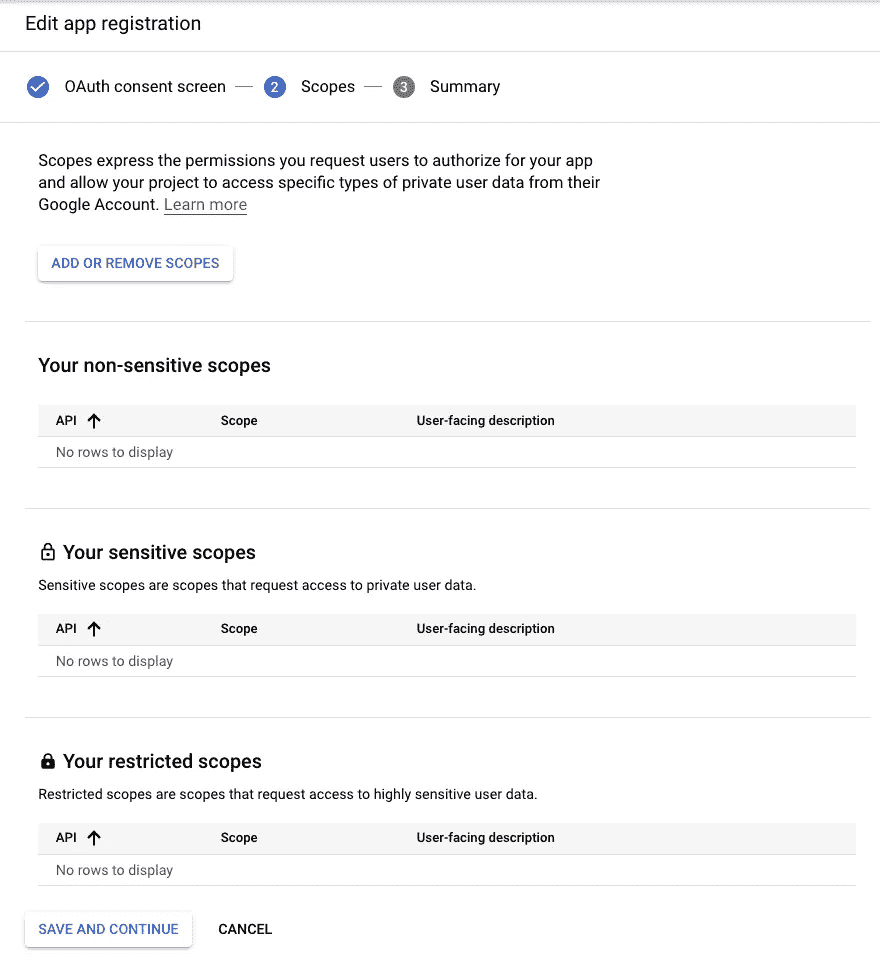 Edit app registration
OAuth consent screen — 2 Scopes — 3 Summary
Scopes express the permissions you request users to authorize for your app
and allow your project to access specific types of private user data from their
Google Account. Learn more
ADD OR REMOVE SCOPES
Your non-sensitive scopes
API Scope User-facing description
No rows to display
Your sensitive scopes
Sensitive scopes are scopes that request access to private user data.
API Scope User-facing description
No rows to display
Your restricted scopes
Restricted scopes are scopes that request access to highly sensitive user data.
API Scope User-facing description
No rows to display
SAVE AND CONTINUE CANCEL